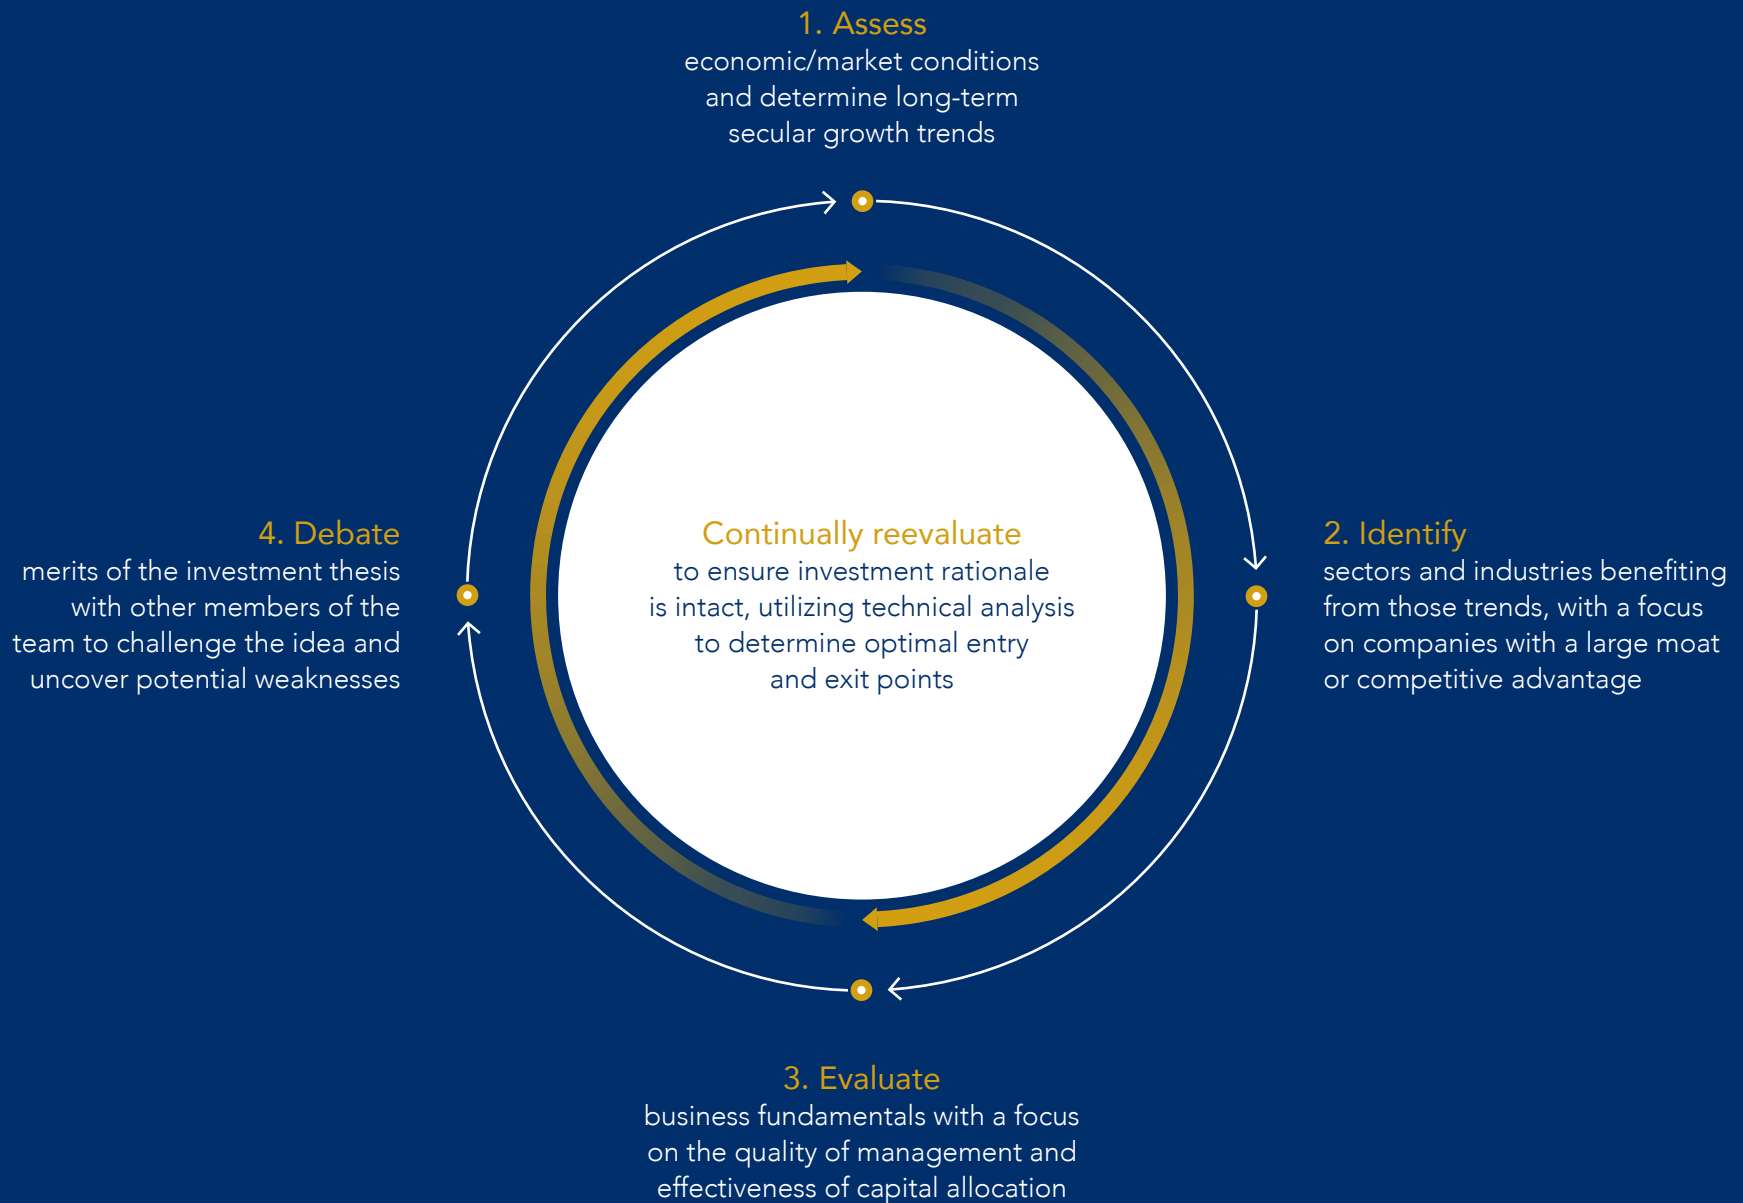 1. Assess
economic/market conditions
and determine long-term
secular growth trends
2. Identify
sectors and industries benefiting
from those trends, with a focus
on companies with a large moat
or competitive advantage
3. Evaluate
business fundamentals with a focus
on the quality of management and
effectiveness of capital allocation
4. Debate
merits of the investment thesis
with other members of the
team to challenge the idea and
uncover potential weaknesses
Continually reevaluate
to ensure investment rationale
is intact, utilizing technical analysis
to determine optimal entry
and exit points